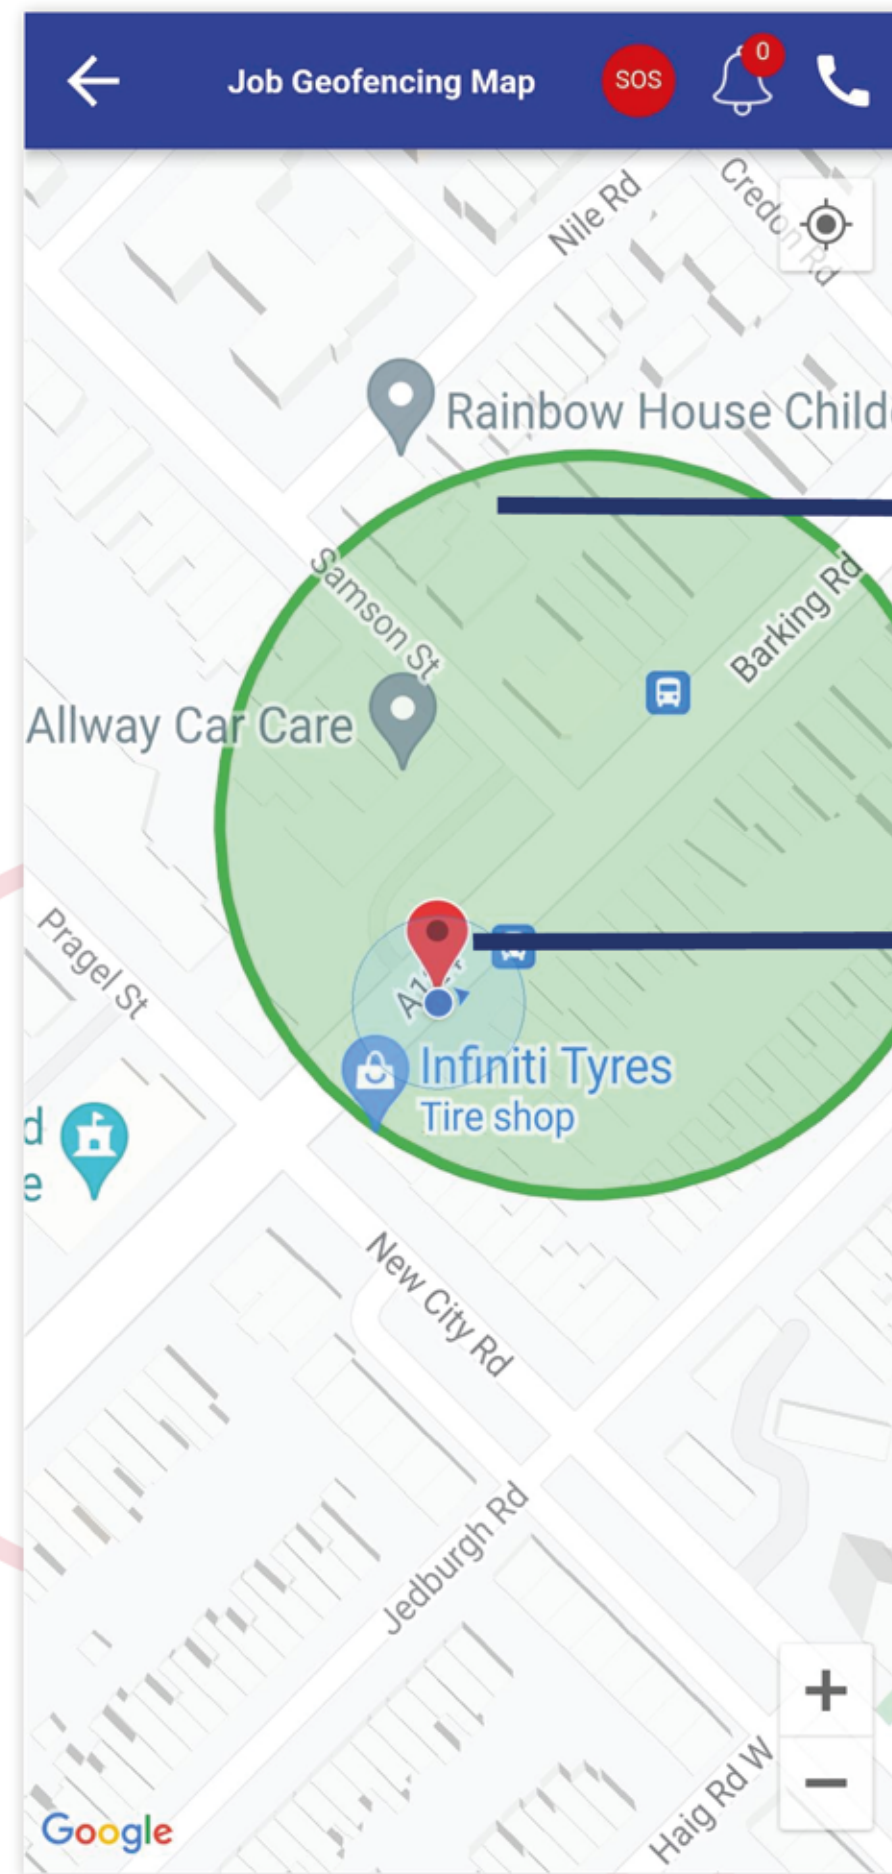 Job Geofencing Map
SOS
0
Nile Rd
Credon Rd
Rainbow House Child
Samson St
Barking Rd
Allway Car Care
Pragel St
Infiniti Tyres
Tire shop
d
e
New City Rd
Jedburgh Rd
Haig Rd W
Google